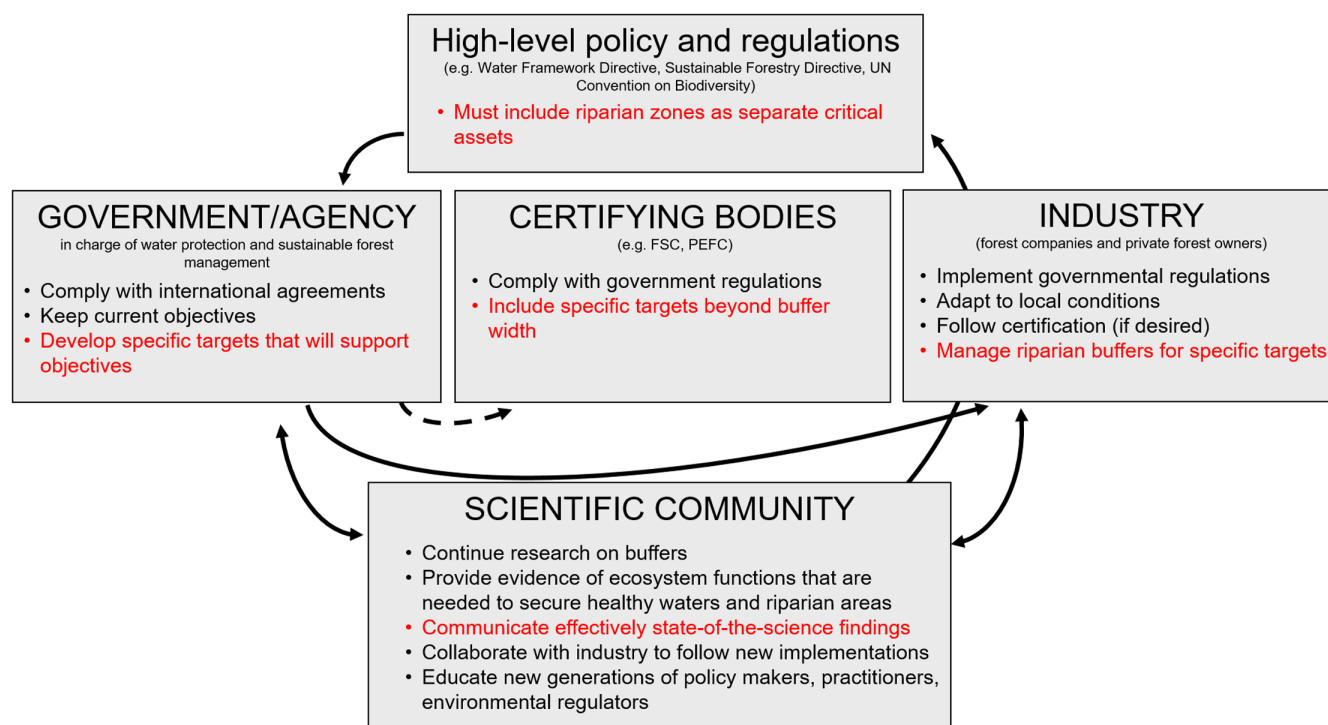 High-level policy and regulations
(e.g. Water Framework Directive, Sustainable Forestry Directive, UN
Convention on Biodiversity)
• Must include riparian zones as separate critical
assets
GOVERNMENT/AGENCY
in charge of water protection and sustainable forest
management
• Comply with international agreements
• Keep current objectives
• Develop specific targets that will support
objectives
CERTIFYING BODIES
(e.g. FSC, PEFC)
• Comply with government regulations
• Include specific targets beyond buffer
width
INDUSTRY
(forest companies and private forest owners)
• Implement governmental regulations
• Adapt to local conditions
• Follow certification (if desired)
• Manage riparian buffers for specific targets
SCIENTIFIC COMMUNITY
• Continue research on buffers
• Provide evidence of ecosystem functions that are
needed to secure healthy waters and riparian areas
• Communicate effectively state-of-the-science findings
• Collaborate with industry to follow new implementations
• Educate new generations of policy makers, practitioners,
environmental regulators